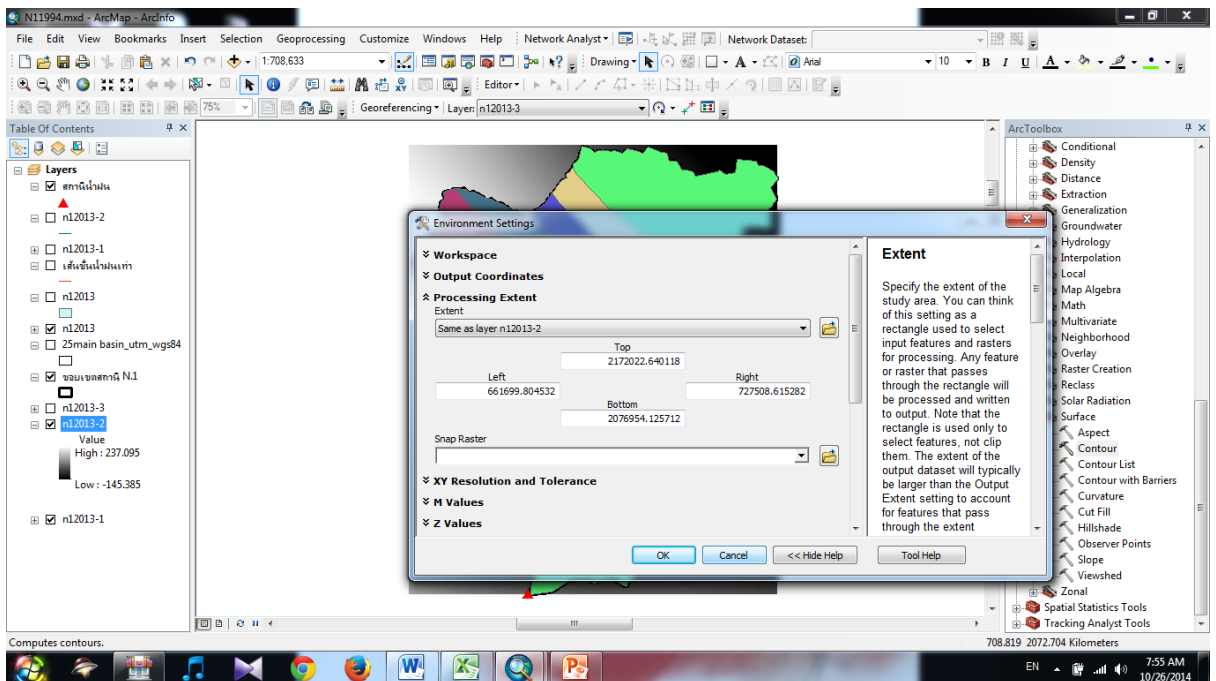 N11994.mxd - ArcMap - ArcInfo
File Edit View Bookmarks Insert Selection Geoprocessing Customize Windows Help Network Analyst Network Dataset:
1:708,633 Drawing A Arial 10 B I U A
Editor
75% Georeferencing Layer: n12013-3
Table Of Contents
Layers
สถานีน้ำฝน
n12013-2
n12013-1
เส้นชั้นน้ำฝนเท่า
n12013
n12013
25main basin_utm_wgs84
ขอบเขตสถานี N.1
n12013-3
n12013-2
Value
High : 237.095
Low : -145.385
n12013-1
Environment Settings
Workspace
Output Coordinates
Processing Extent
Extent
Same as layer n12013-2
Top
2172022.640118
Left Right
661699.804532 727508.615282
Bottom
2076954.125712
Snap Raster
XY Resolution and Tolerance
M Values
Z Values
OK Cancel << Hide Help Tool Help
Extent
Specify the extent of the
study area. You can think
of this setting as a
rectangle used to select
input features and rasters
for processing. Any feature
or raster that passes
through the rectangle will
be processed and written
to output. Note that the
rectangle is used only to
select features, not clip
them. The extent of the
output dataset will typically
be larger than the Output
Extent setting to account
for features that pass
through the extent
ArcToolbox
Conditional
Density
Distance
Extraction
Generalization
Groundwater
Hydrology
Interpolation
Local
Map Algebra
Math
Multivariate
Neighborhood
Overlay
Raster Creation
Reclass
Solar Radiation
Surface
Aspect
Contour
Contour List
Contour with Barriers
Curvature
Cut Fill
Hillshade
Observer Points
Slope
Viewshed
Zonal
Spatial Statistics Tools
Tracking Analyst Tools
Computes contours. 708.819 2072.704 Kilometers
EN 7:55 AM
10/26/2014